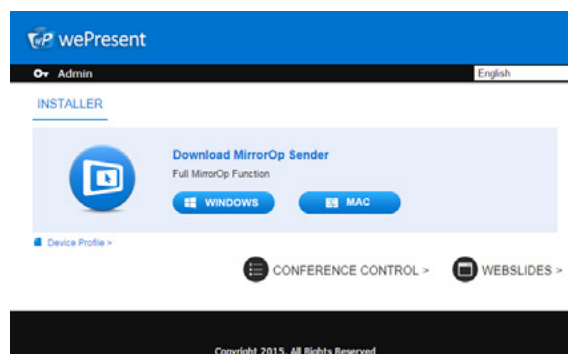 wP wePresent
Admin
English
INSTALLER
Download MirrorOp Sender
Full MirrorOp Function
WINDOWS
MAC
Device Profile >
CONFERENCE CONTROL >
WEBSLIDES >
Copyright 2015. All Rights Reserved